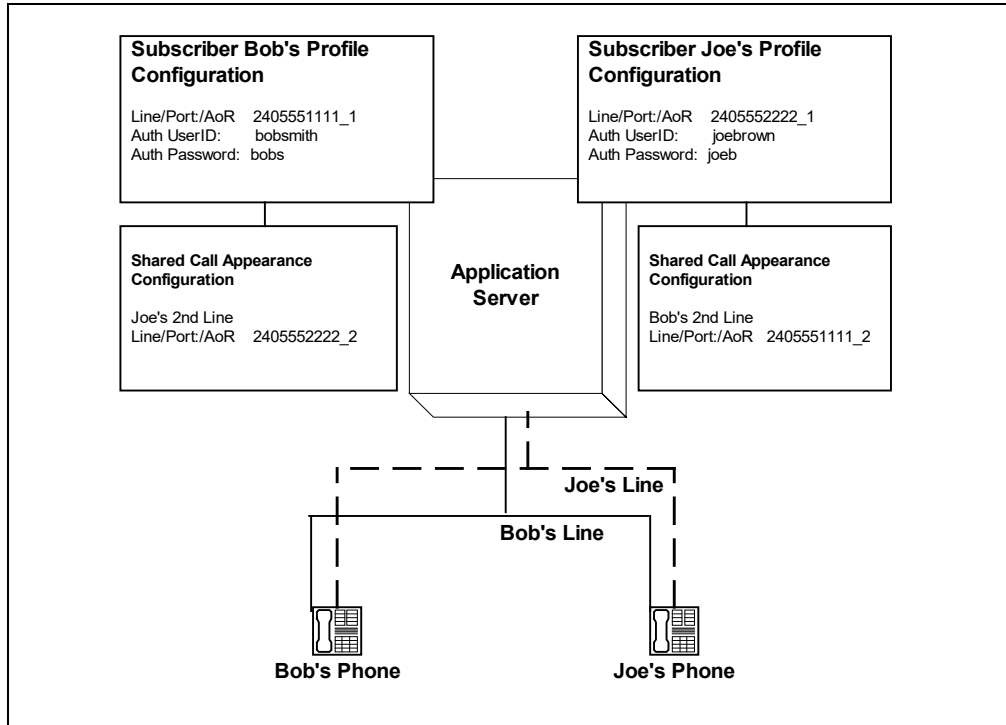 Subscriber Bob's Profile
Configuration
Line/Port:/AoR 2405551111_1
Auth UserID: bobsmith
Auth Password: bobs
Subscriber Joe's Profile
Configuration
Line/Port:/AoR 2405552222_1
Auth UserID: joebrown
Auth Password: joeb
Shared Call Appearance
Configuration
Joe's 2nd Line
Line/Port:/AoR 2405552222_2
Application
Server
Shared Call Appearance
Configuration
Bob's 2nd Line
Line/Port:/AoR 2405551111_2
Joe's Line
Bob's Line
Bob's Phone
Joe's Phone